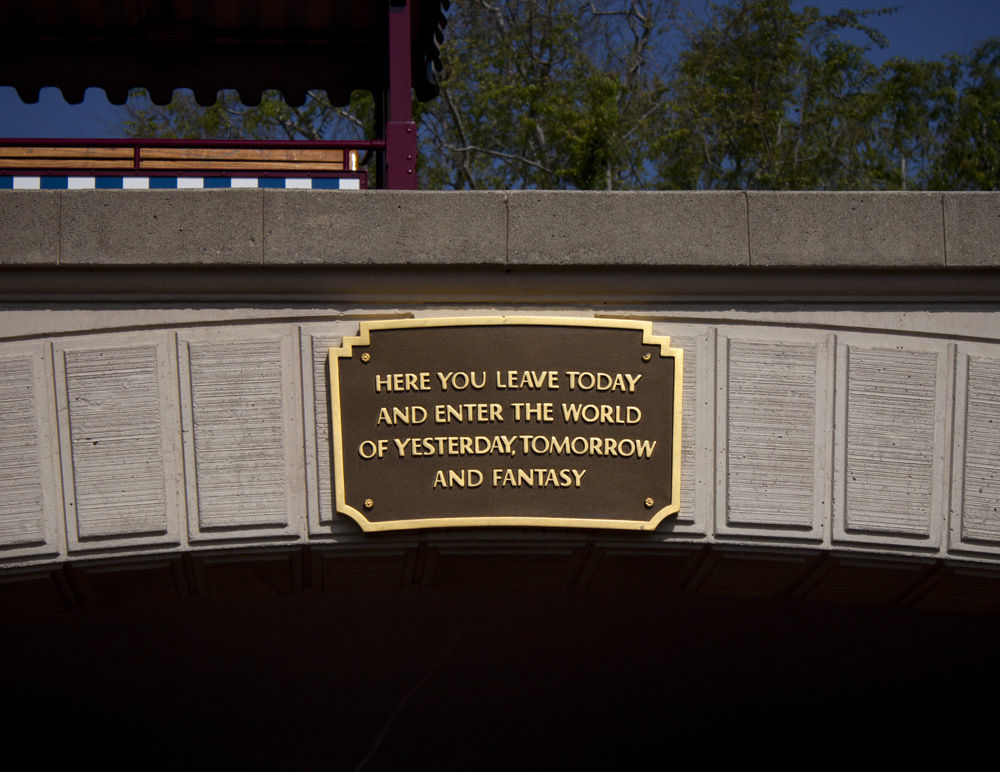 HERE YOU LEAVE TODAY
AND ENTER THE WORLD
OF YESTERDAY, TOMORROW
AND FANTASY